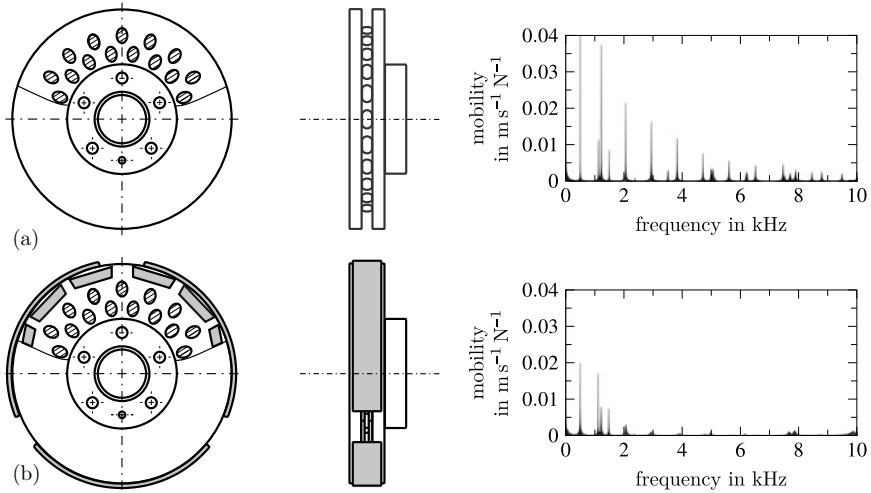 0.04
0.03
0.02
0.01
0
mobility
in m s⁻¹ N⁻¹
0 2 4 6 8 10
frequency in kHz
(a)
0.04
0.03
0.02
0.01
0
mobility
in m s⁻¹ N⁻¹
0 2 4 6 8 10
frequency in kHz
(b)